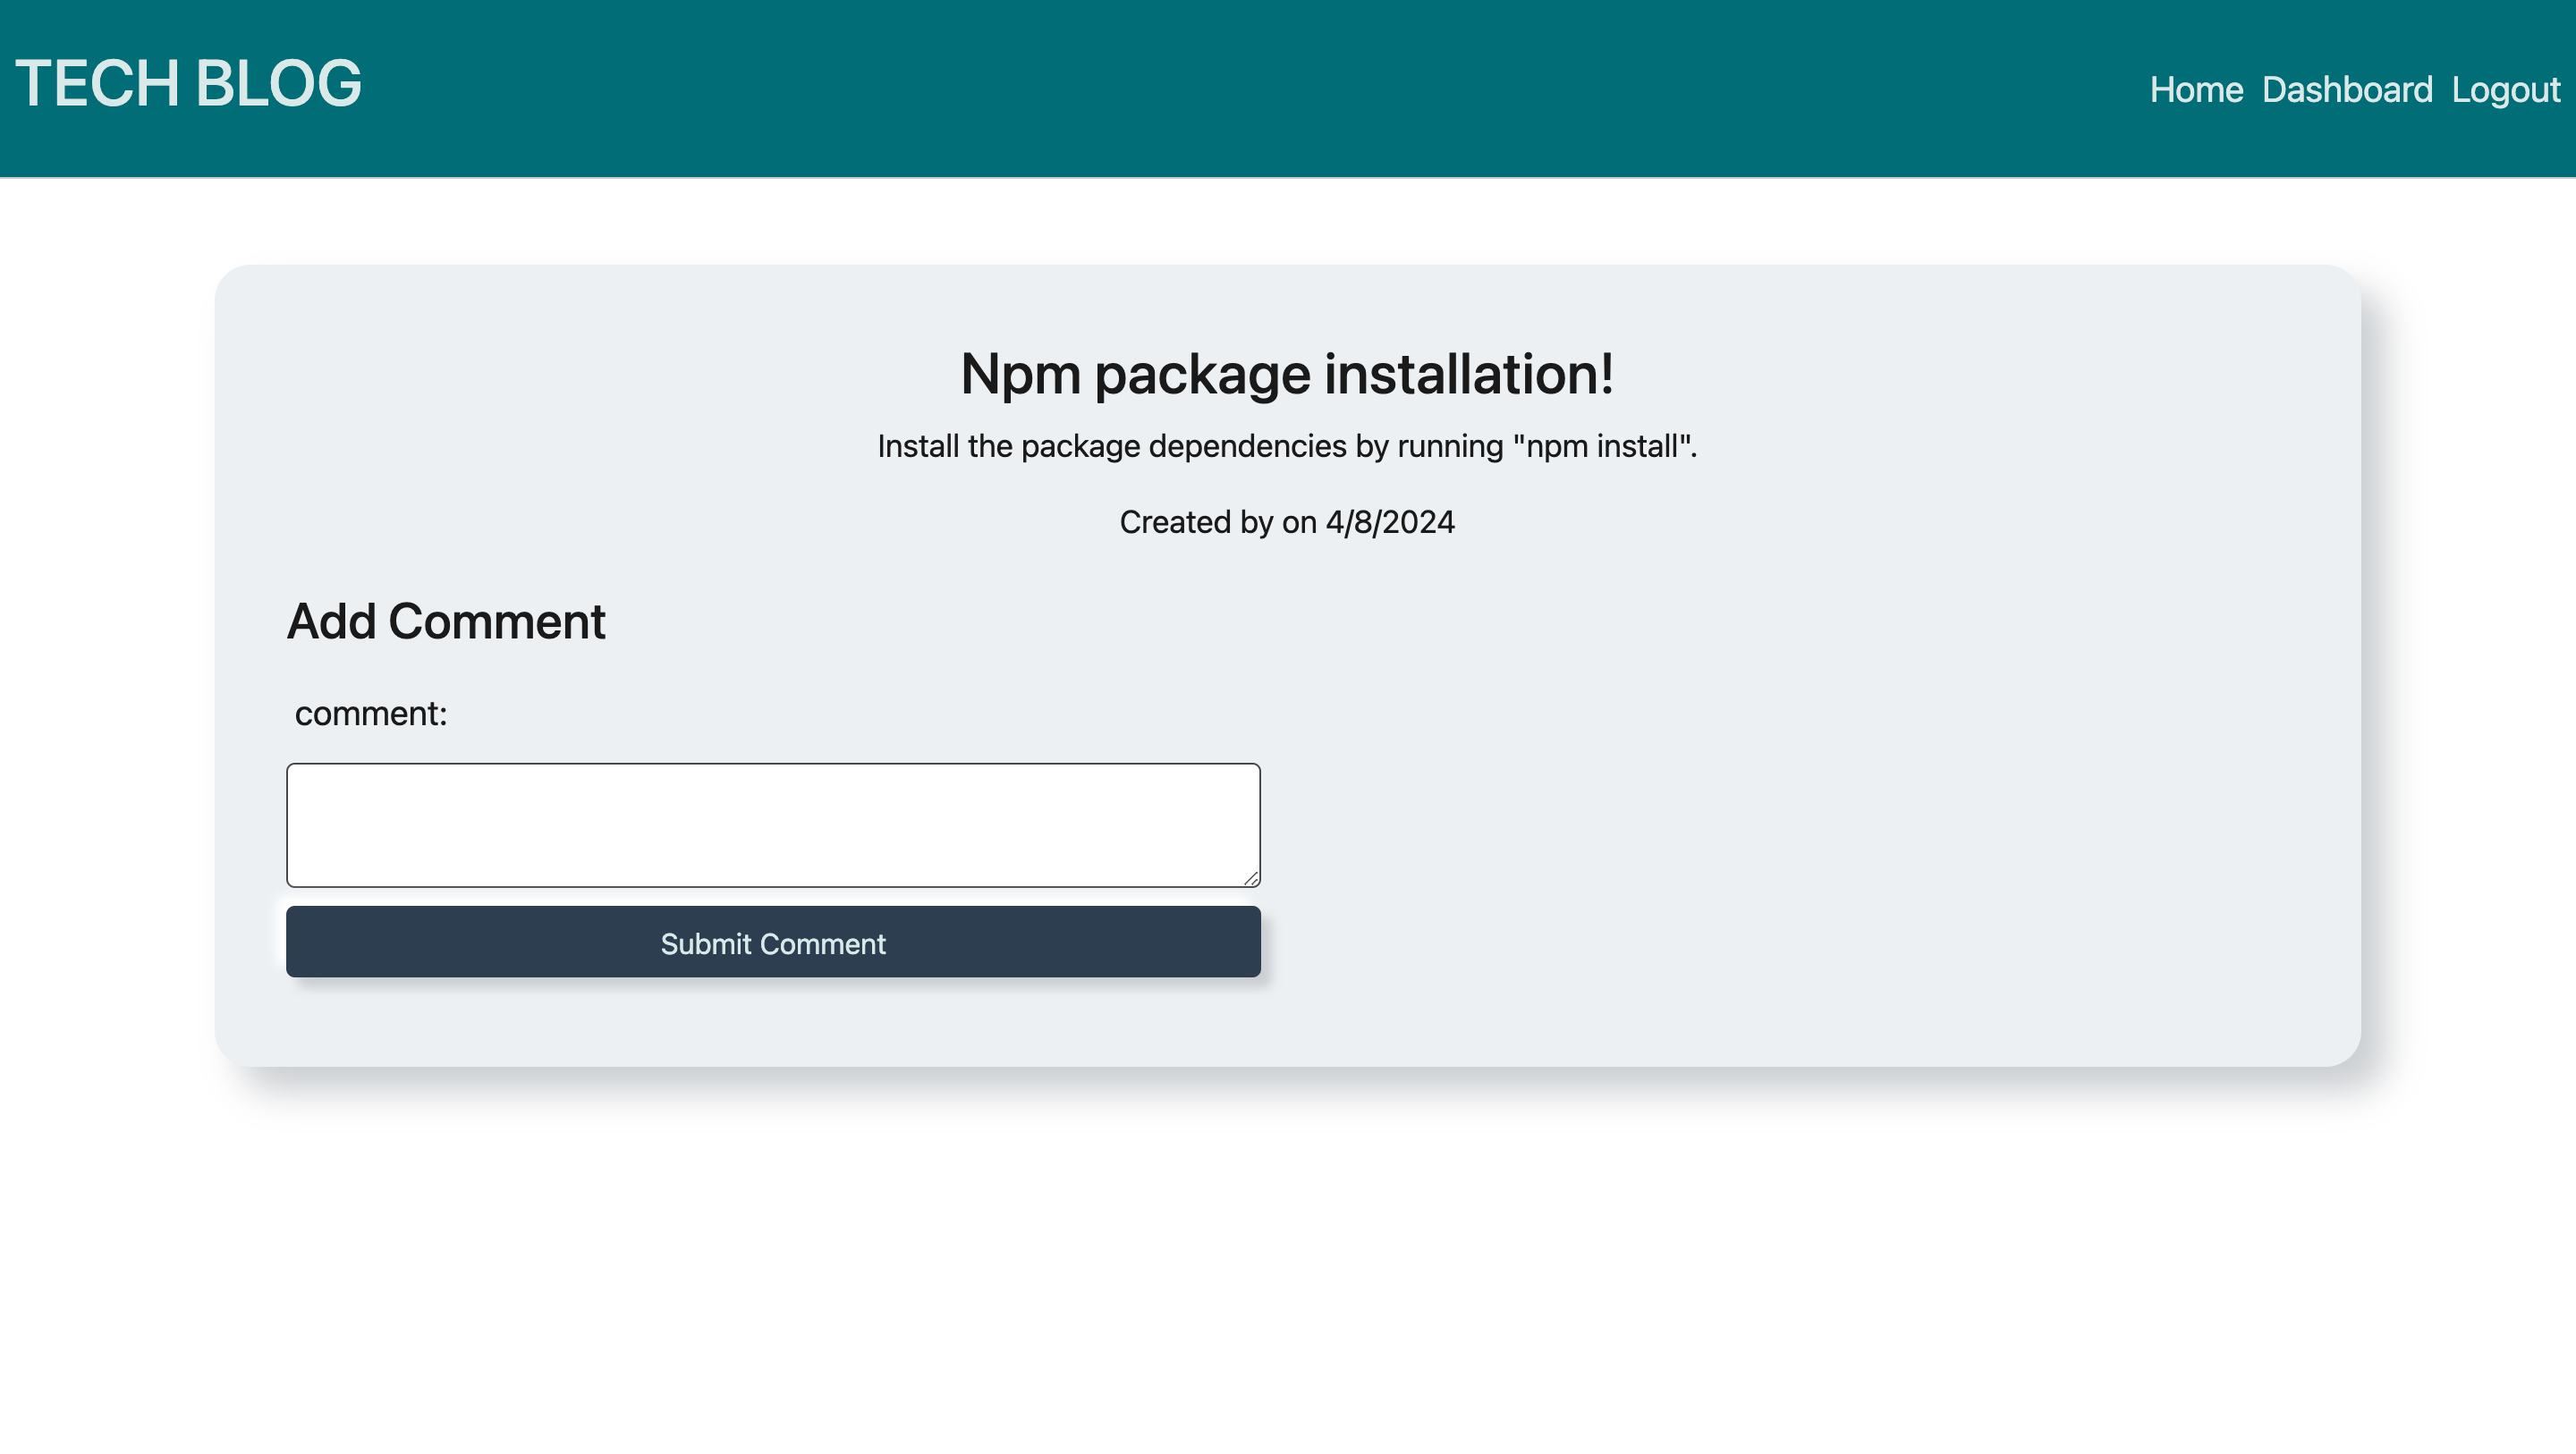 TECH BLOG
Home Dashboard Logout
Npm package installation!
Install the package dependencies by running "npm install".
Created by on 4/8/2024
Add Comment
comment:
Submit Comment